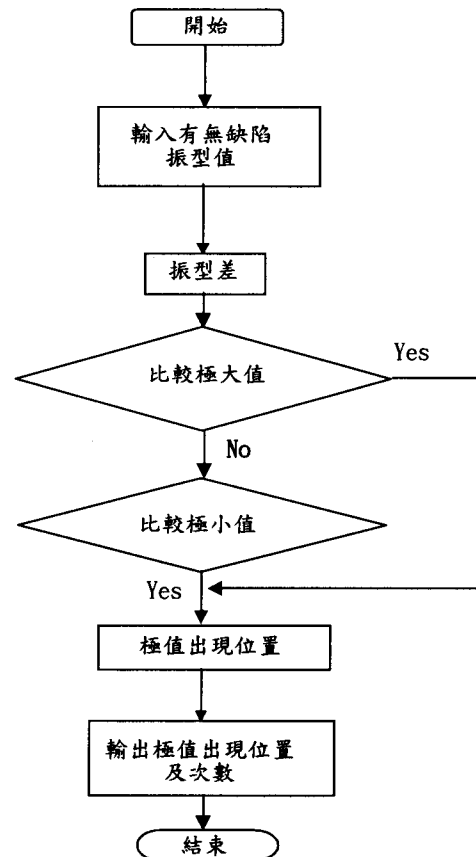 開始
輸入有無缺陷
振型值
振型差
比較極大值
Yes
No
比較極小值
Yes
極值出現位置
輸出極值出現位置
及次數
結束